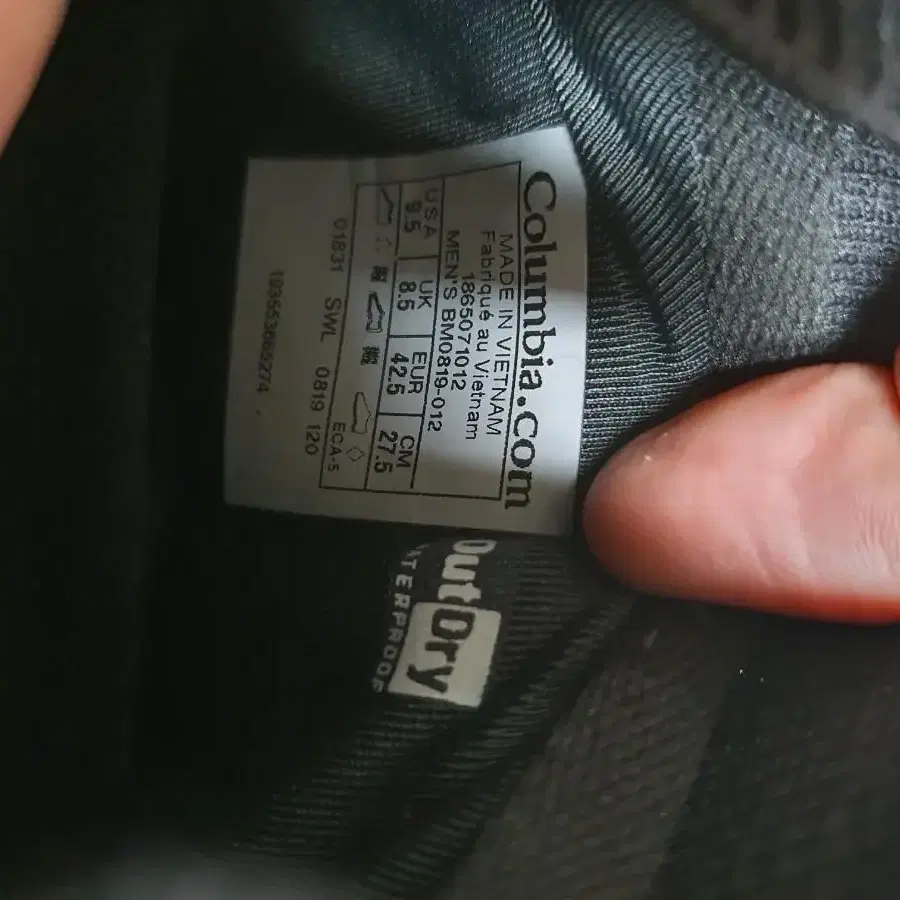 Columbia.com
MADE IN VIETNAM
Fabriqué au Vietnam
1865071012
MEN'S BM0819-012
USA UK EUR CM
9.5 8.5 42.5 27.5
ECA-5
01831 SWL 0819 120
OutDry
WATERPROOF